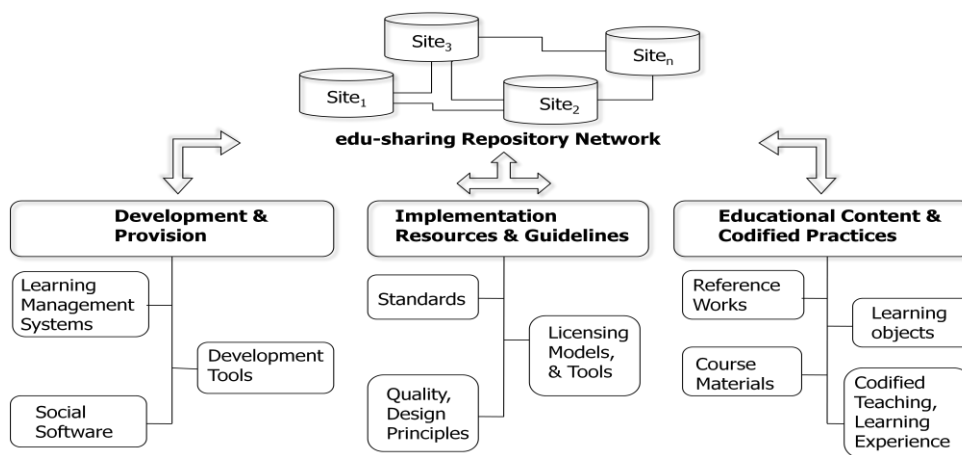 Site3
Siten
Site1
Site2
edu-sharing Repository Network
Development &
Provision
Implementation
Resources & Guidelines
Educational Content &
Codified Practices
Learning
Management
Systems
Development
Tools
Social
Software
Standards
Licensing
Models,
& Tools
Quality,
Design
Principles
Reference
Works
Learning
objects
Course
Materials
Codified
Teaching,
Learning
Experience